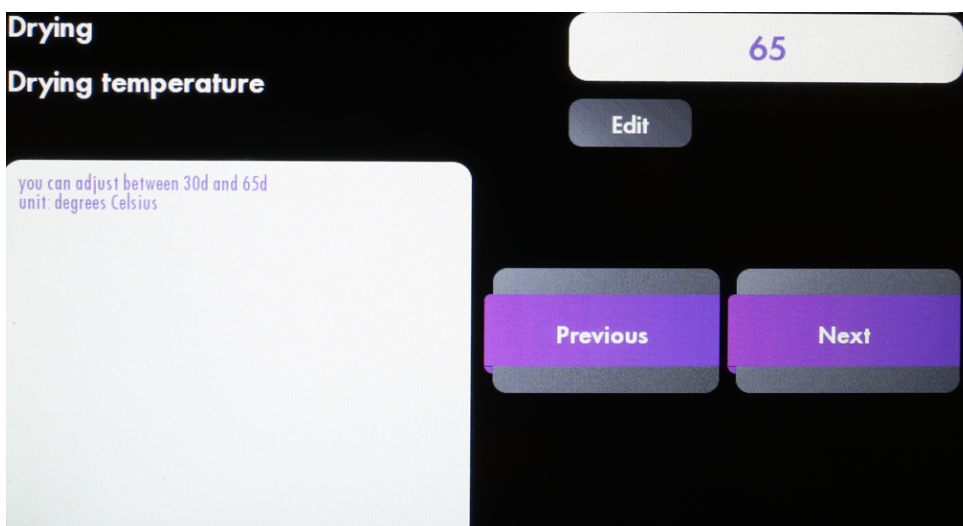 Drying
65
Drying temperature
Edit
you can adjust between 30d and 65d
unit: degrees Celsius
Previous
Next